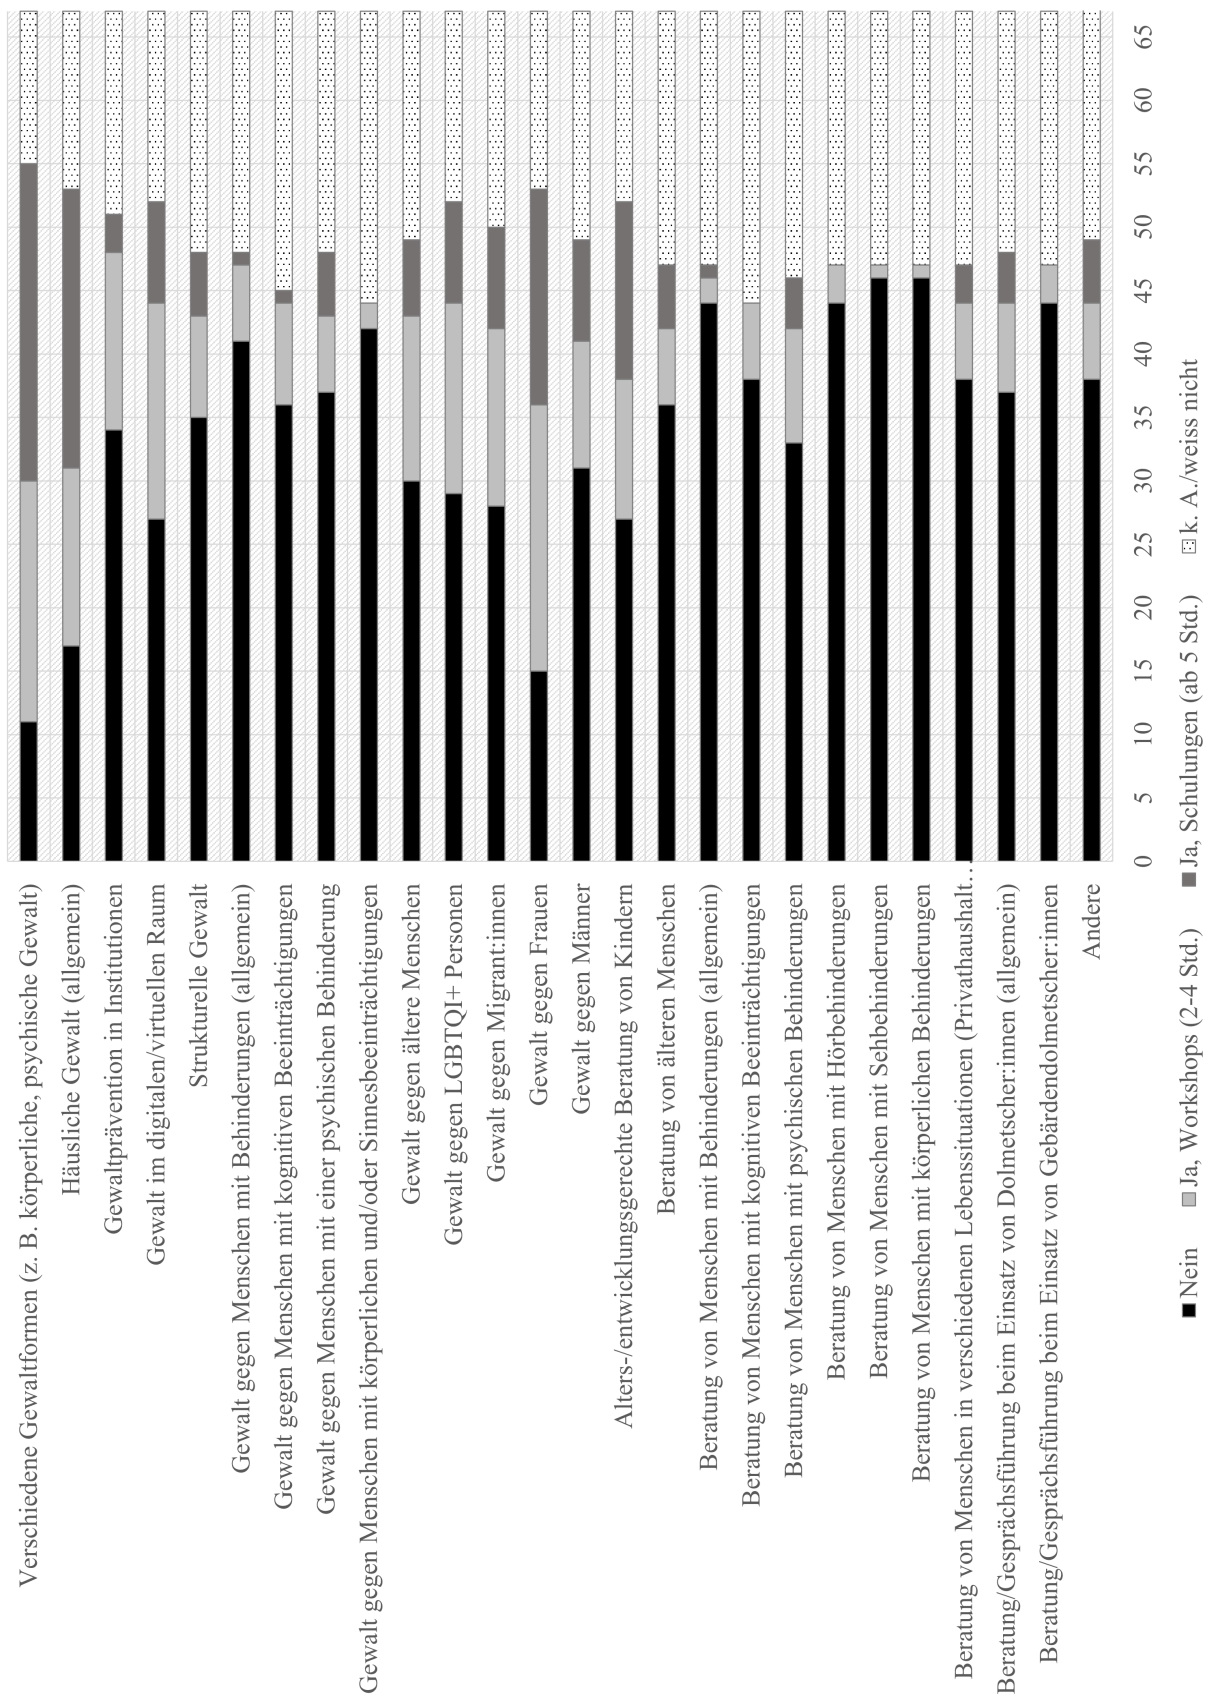 Verschiedene Gewaltformen (z. B. körperliche, psychische Gewalt)
Häusliche Gewalt (allgemein)
Gewaltprävention in Institutionen
Gewalt im digitalen/virtuellen Raum
Strukturelle Gewalt
Gewalt gegen Menschen mit Behinderungen (allgemein)
Gewalt gegen Menschen mit kognitiven Beeinträchtigungen
Gewalt gegen Menschen mit einer psychischen Behinderung
Gewalt gegen Menschen mit körperlichen und/oder Sinnesbeeinträchtigungen
Gewalt gegen ältere Menschen
Gewalt gegen LGBTQI+ Personen
Gewalt gegen Migrant:innen
Gewalt gegen Frauen
Gewalt gegen Männer
Alters-/entwicklungsgerechte Beratung von Kindern
Beratung von älteren Menschen
Beratung von Menschen mit Behinderungen (allgemein)
Beratung von Menschen mit kognitiven Beeinträchtigungen
Beratung von Menschen mit psychischen Behinderungen
Beratung von Menschen mit Hörbehinderungen
Beratung von Menschen mit Sehbehinderungen
Beratung von Menschen mit körperlichen Behinderungen
Beratung von Menschen in verschiedenen Lebenssituationen (Privathaushalt…
Beratung/Gesprächsführung beim Einsatz von Dolmetscher:innen (allgemein)
Beratung/Gesprächsführung beim Einsatz von Gebärdendolmetscher:innen
Andere
0 5 10 15 20 25 30 35 40 45 50 55 60 65
Nein Ja, Workshops (2-4 Std.) Ja, Schulungen (ab 5 Std.) k. A./weiss nicht